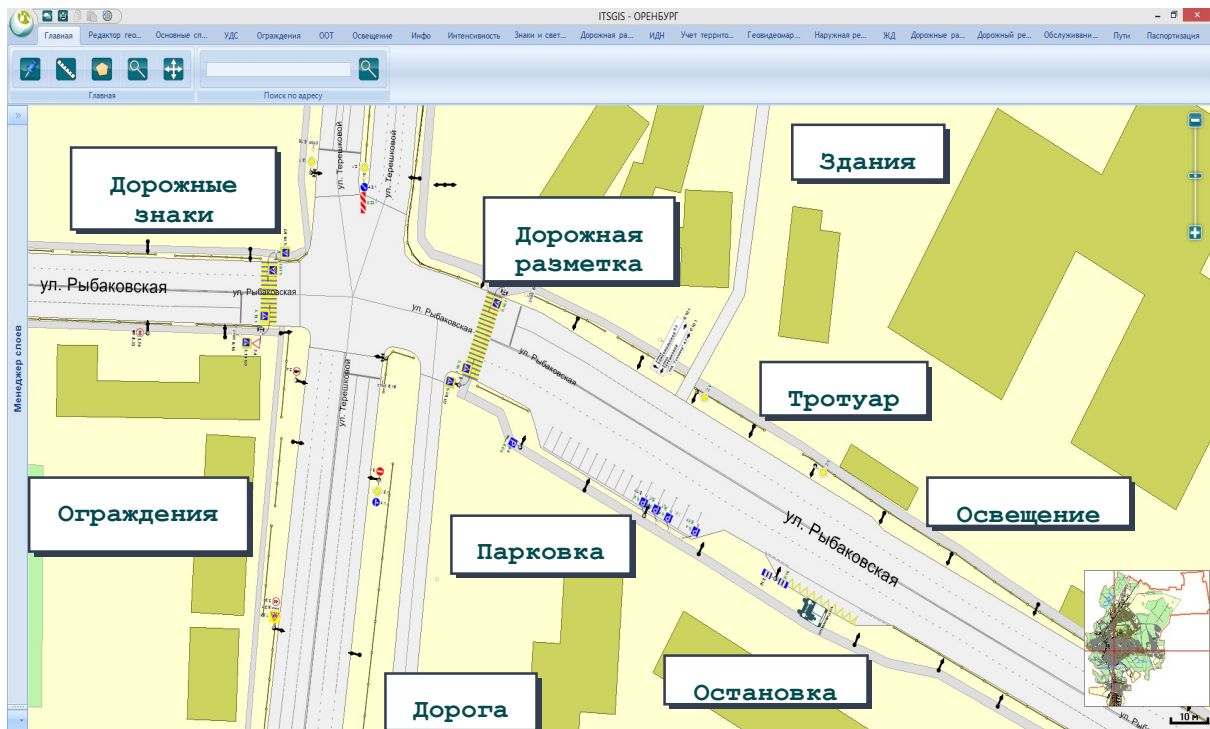 ITSGIS - ОРЕНБУРГ
Главная Редактор гео... Основные сл... УДС Ограждения ООТ Освещение Инфо Интенсивность Знаки и свет... Дорожная ра... ИДН Учет террито... Геовидеомар... Наружная ре... ЖД Дорожные ра... Дорожный ре... Обслуживани... Пути Паспортизация
Главная Поиск по адресу
Менеджер слоев
Здания
Дорожные
знаки
ул. Терешковой
ул. Терешковой
Дорожная
разметка
ул. Рыбаковская
ул. Рыбаковская
ул. Рыбаковская
ул. Рыбаковская
ул. Терешковой
Тротуар
Ограждения
Освещение
ул. Рыбаковская
Парковка
Остановка
Дорога
ул. Ры
10 м